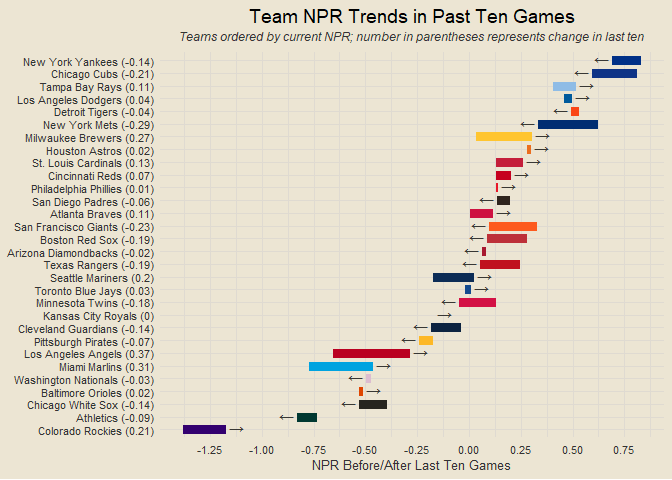 Team NPR Trends in Past Ten Games
Teams ordered by current NPR; number in parentheses represents change in last ten
New York Yankees (-0.14)
Chicago Cubs (-0.21)
Tampa Bay Rays (0.11)
Los Angeles Dodgers (0.04)
Detroit Tigers (-0.04)
New York Mets (-0.29)
Milwaukee Brewers (0.27)
Houston Astros (0.02)
St. Louis Cardinals (0.13)
Cincinnati Reds (0.07)
Philadelphia Phillies (0.01)
San Diego Padres (-0.06)
Atlanta Braves (0.11)
San Francisco Giants (-0.23)
Boston Red Sox (-0.19)
Arizona Diamondbacks (-0.02)
Texas Rangers (-0.19)
Seattle Mariners (0.2)
Toronto Blue Jays (0.03)
Minnesota Twins (-0.18)
Kansas City Royals (0)
Cleveland Guardians (-0.14)
Pittsburgh Pirates (-0.07)
Los Angeles Angels (0.37)
Miami Marlins (0.31)
Washington Nationals (-0.03)
Baltimore Orioles (0.02)
Chicago White Sox (-0.14)
Athletics (-0.09)
Colorado Rockies (0.21)
-1.25 -1.00 -0.75 -0.50 -0.25 0.00 0.25 0.50 0.75
NPR Before/After Last Ten Games